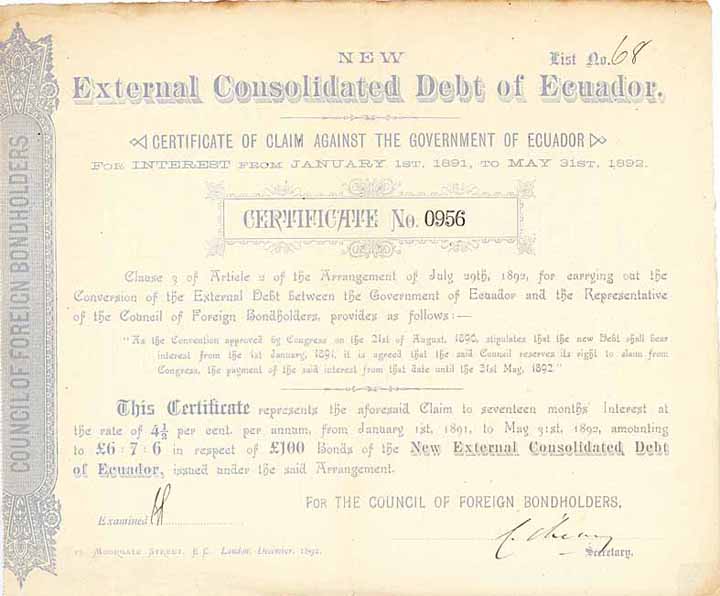 COUNCIL OF FOREIGN BONDHOLDERS
NEW
List No. 68
External Consolidated Debt of Ecuador.
CERTIFICATE OF CLAIM AGAINST THE GOVERNMENT OF ECUADOR
FOR INTEREST FROM JANUARY 1ST, 1891, TO MAY 31ST, 1892.
CERTIFICATE No. 0956
Clause 3 of Article 2 of the Arrangement of July 29th, 1892, for carrying out the
Conversion of the External Debt between the Government of Ecuador and the Representative
of the Council of Foreign Bondholders, provides as follows:—
"As the Convention approved by Congress on the 21st of August, 1890, stipulates that the new Debt shall bear
interest from the 1st January, 1891, it is agreed that the said Council reserves its right to claim from
Congress, the payment of the said interest from that date until the 31st May, 1892."
This Certificate represents the aforesaid Claim to seventeen months' Interest at
the rate of 4½ per cent. per annum, from January 1st, 1891, to May 31st, 1892, amounting
to £6:7:6 in respect of £100 Bonds of the New External Consolidated Debt
of Ecuador, issued under the said Arrangement.
FOR THE COUNCIL OF FOREIGN BONDHOLDERS,
Examined
Secretary.
17, MOORGATE STREET, E.C. London, December, 1892.